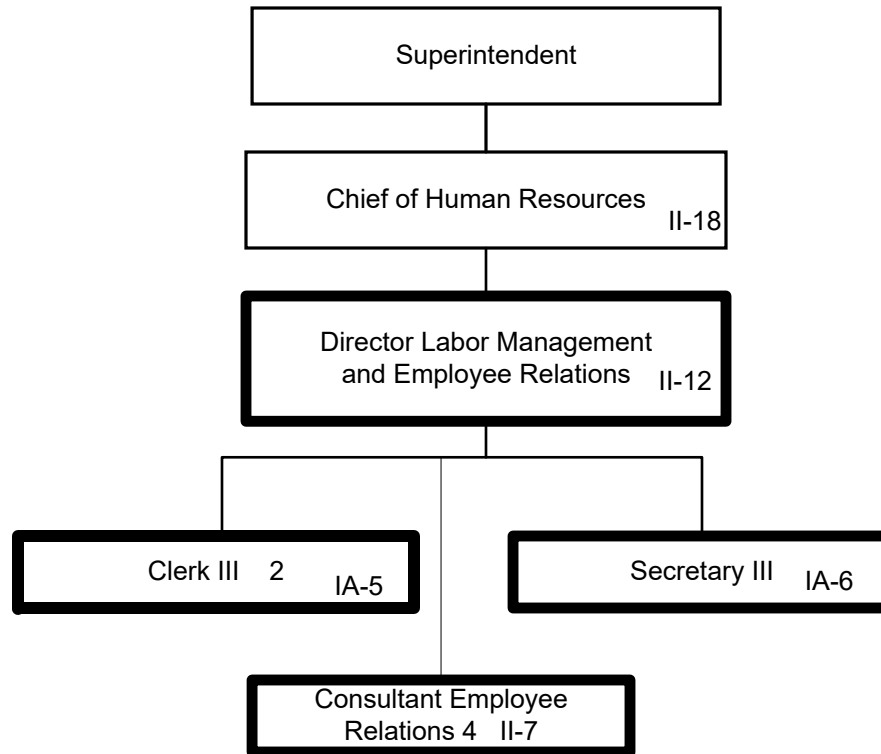 Superintendent
Chief of Human Resources
II-18
Director Labor Management
and Employee Relations II-12
Clerk III 2
IA-5
Secretary III IA-6
Consultant Employee
Relations 4 II-7